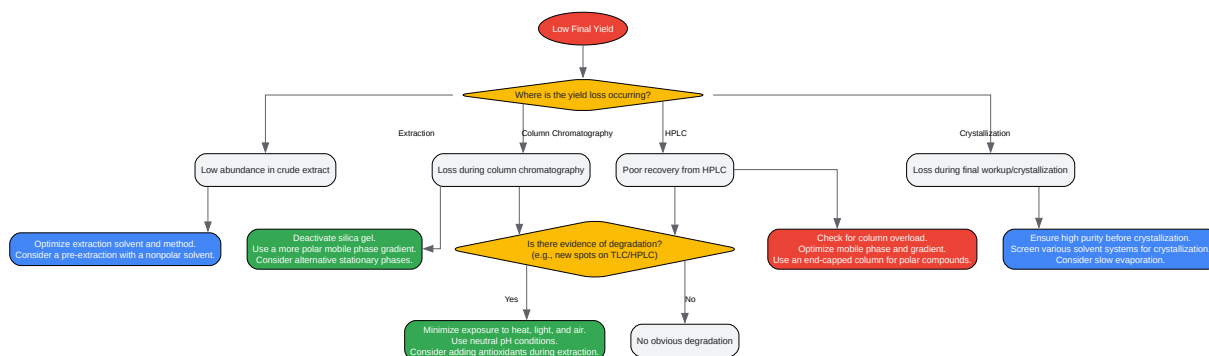 Low Final Yield
Where is the yield loss occurring?
Extraction
Column Chromatography
HPLC
Crystallization
Low abundance in crude extract
Loss during column chromatography
Poor recovery from HPLC
Loss during final workup/crystallization
Optimize extraction solvent and method.
Consider a pre-extraction with a nonpolar solvent.
Deactivate silica gel.
Use a more polar mobile phase gradient.
Consider alternative stationary phases.
Is there evidence of degradation?
(e.g., new spots on TLC/HPLC)
Check for column overload.
Optimize mobile phase and gradient.
Use an end-capped column for polar compounds.
Ensure high purity before crystallization.
Screen various solvent systems for crystallization.
Consider slow evaporation.
Yes
No
Minimize exposure to heat, light, and air.
Use neutral pH conditions.
Consider adding antioxidants during extraction.
No obvious degradation